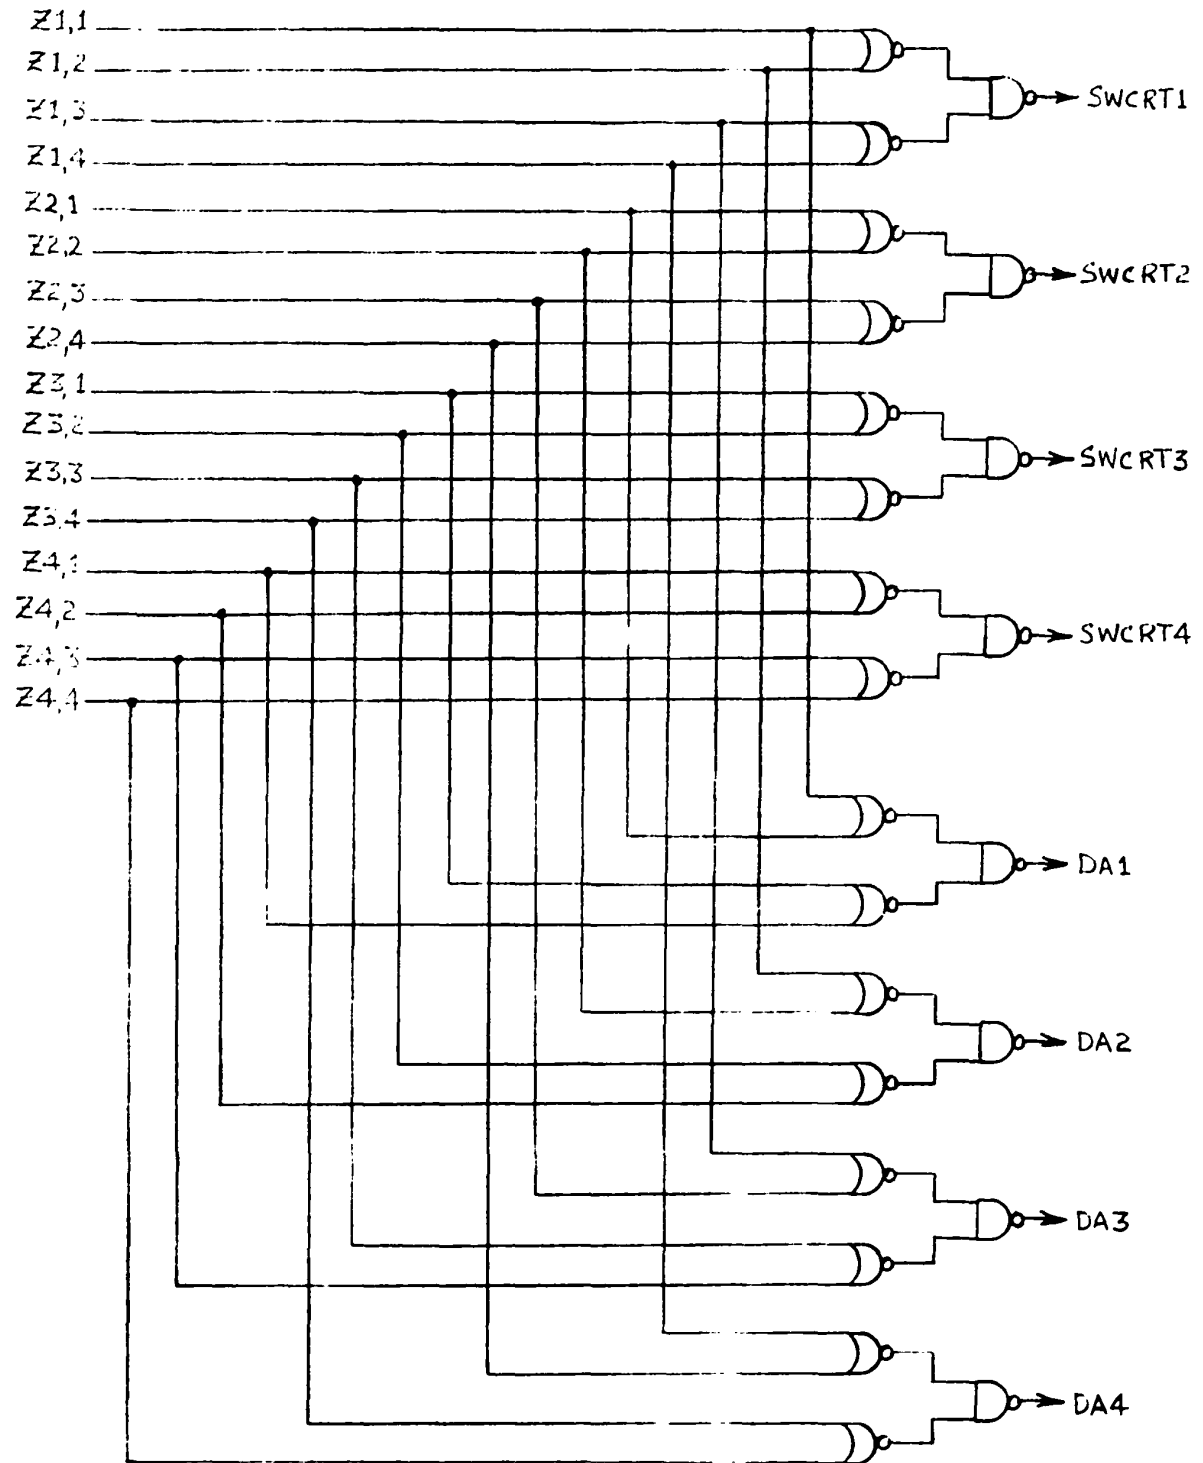 Z1,1
Z1,2
SWCRT1
Z1,3
Z1,4
Z2,1
Z2,2
SWCRT2
Z2,3
Z2,4
Z3,1
Z3,2
SWCRT3
Z3,3
Z3,4
Z4,1
Z4,2
SWCRT4
Z4,3
Z4,4
DA1
DA2
DA3
DA4